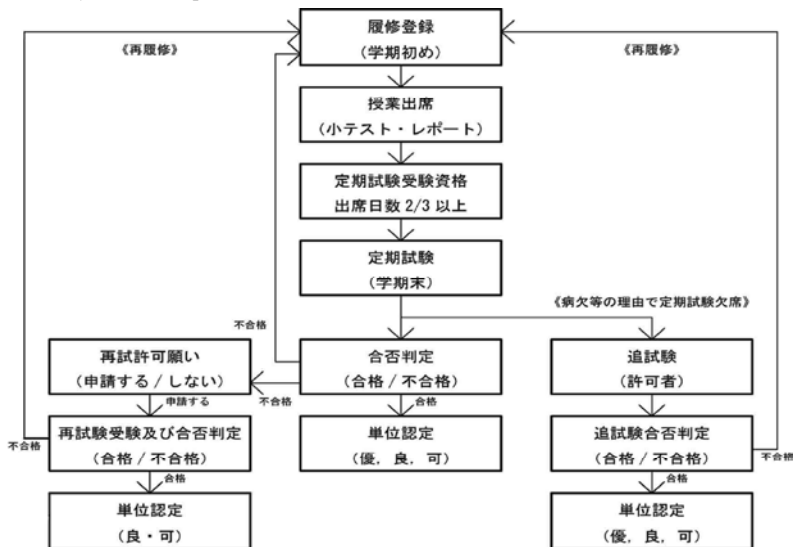 履修登録
(学期初め)
《再履修》
《再履修》
授業出席
(小テスト・レポート)
定期試験受験資格
出席日数 2/3 以上
定期試験
(学期末)
《病欠等の理由で定期試験欠席》
不合格
再試許可願い
(申請する / しない)
合否判定
(合格 / 不合格)
追試験
(許可者)
申請する
不合格
合格
再試験受験及び合否判定
(合格 / 不合格)
不合格
単位認定
(優, 良, 可)
追試験合否判定
(合格 / 不合格)
不合格
合格
合格
単位認定
(良・可)
単位認定
(優, 良, 可)